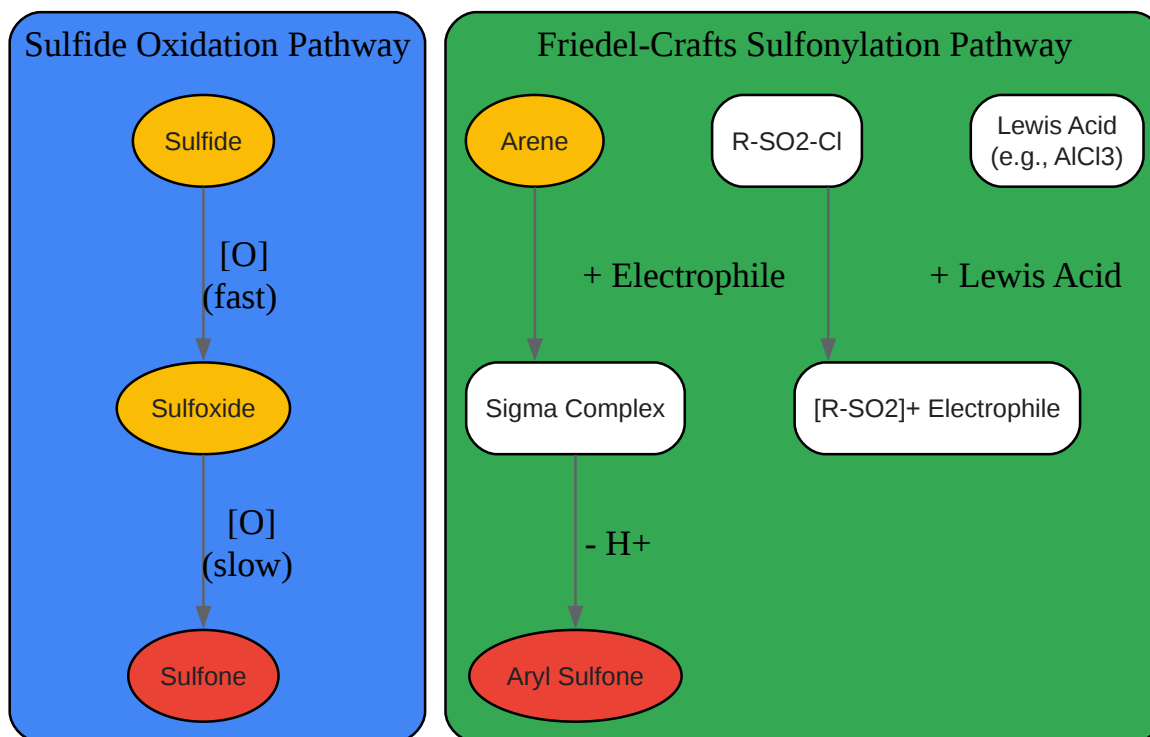 Sulfide Oxidation Pathway
Sulfide
[O]
(fast)
Sulfoxide
[O]
(slow)
Sulfone
Friedel-Crafts Sulfonylation Pathway
Arene
R-SO2-Cl
Lewis Acid
(e.g., AlCl3)
+ Electrophile
+ Lewis Acid
Sigma Complex
[R-SO2]+ Electrophile
- H+
Aryl Sulfone